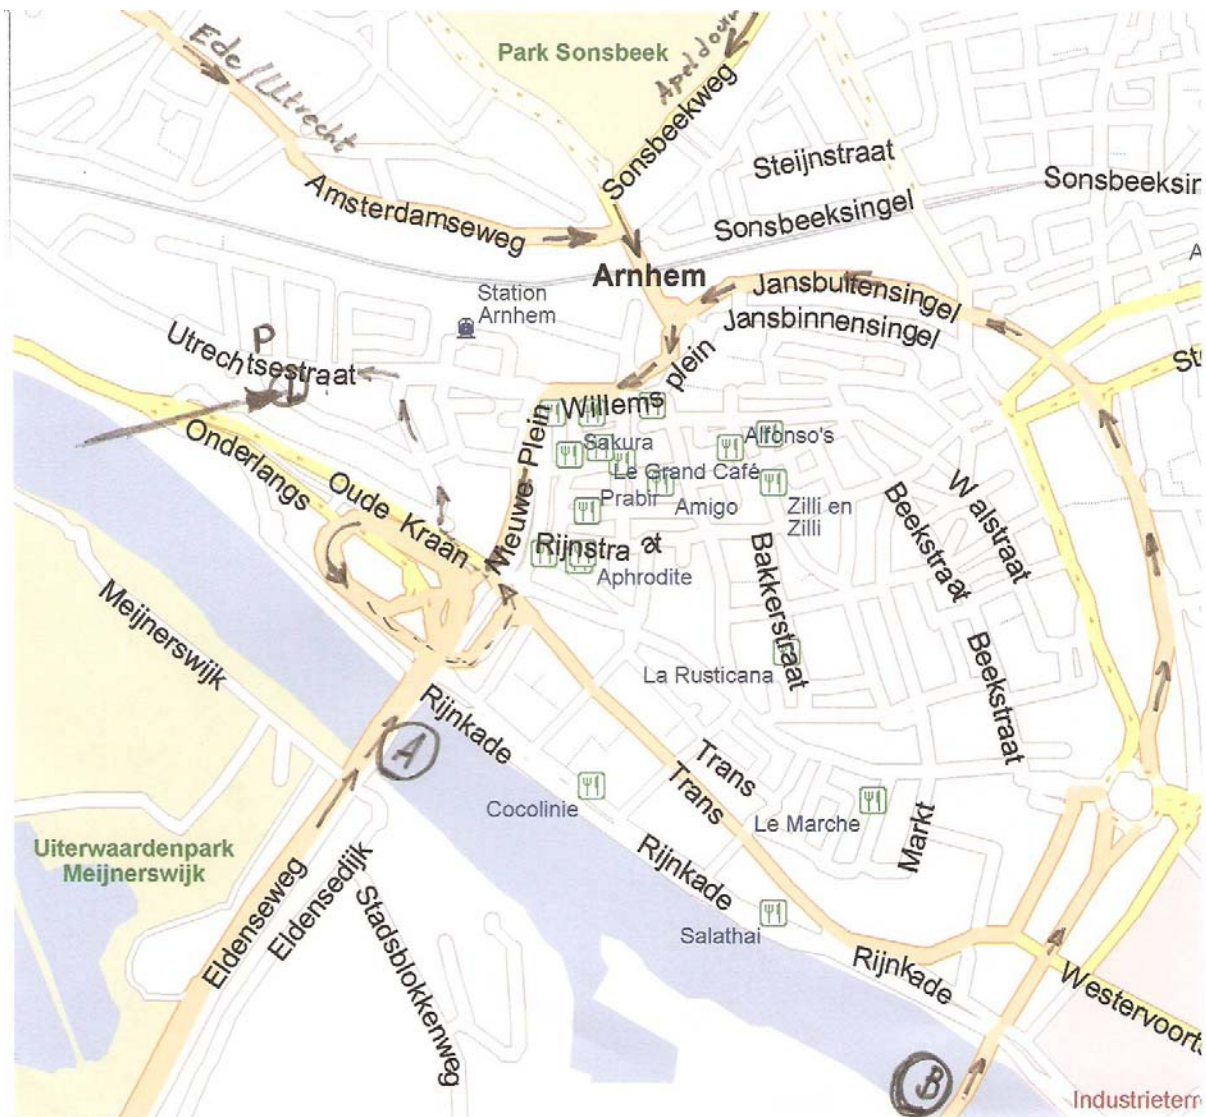 Park Sonsbeek
Ede/Utrecht
Apeldoorn
Sonsbeekweg
Steijnstraat
Sonsbeeksin
Amsterdamseweg
Sonsbeeksingel
A
Arnhem
Station
Arnhem
Jansbuitensingel
Jansbinnensingel
P
Utrechtsestraat
St
Willems plein
Nieuwe Plein
Sakura
Alfonso's
Le Grand Café
Onderlangs
Oude Kraan
Prabir
Amigo
Zilli en
Zilli
Walstraat
Beekstraat
Rijnstraat
Aphrodite
Bakkerstraat
Meijnerswijk
La Rusticana
Beekstraat
Rijnkade
A
Trans
Trans
Cocolinie
Le Marche
Markt
Uiterwaardenpark
Meijnerswijk
Rijnkade
Eldenseweg
Eldensedijk
Stadsblokkenweg
Salathai
Rijnkade
Westervoorts
B
Industrieterr